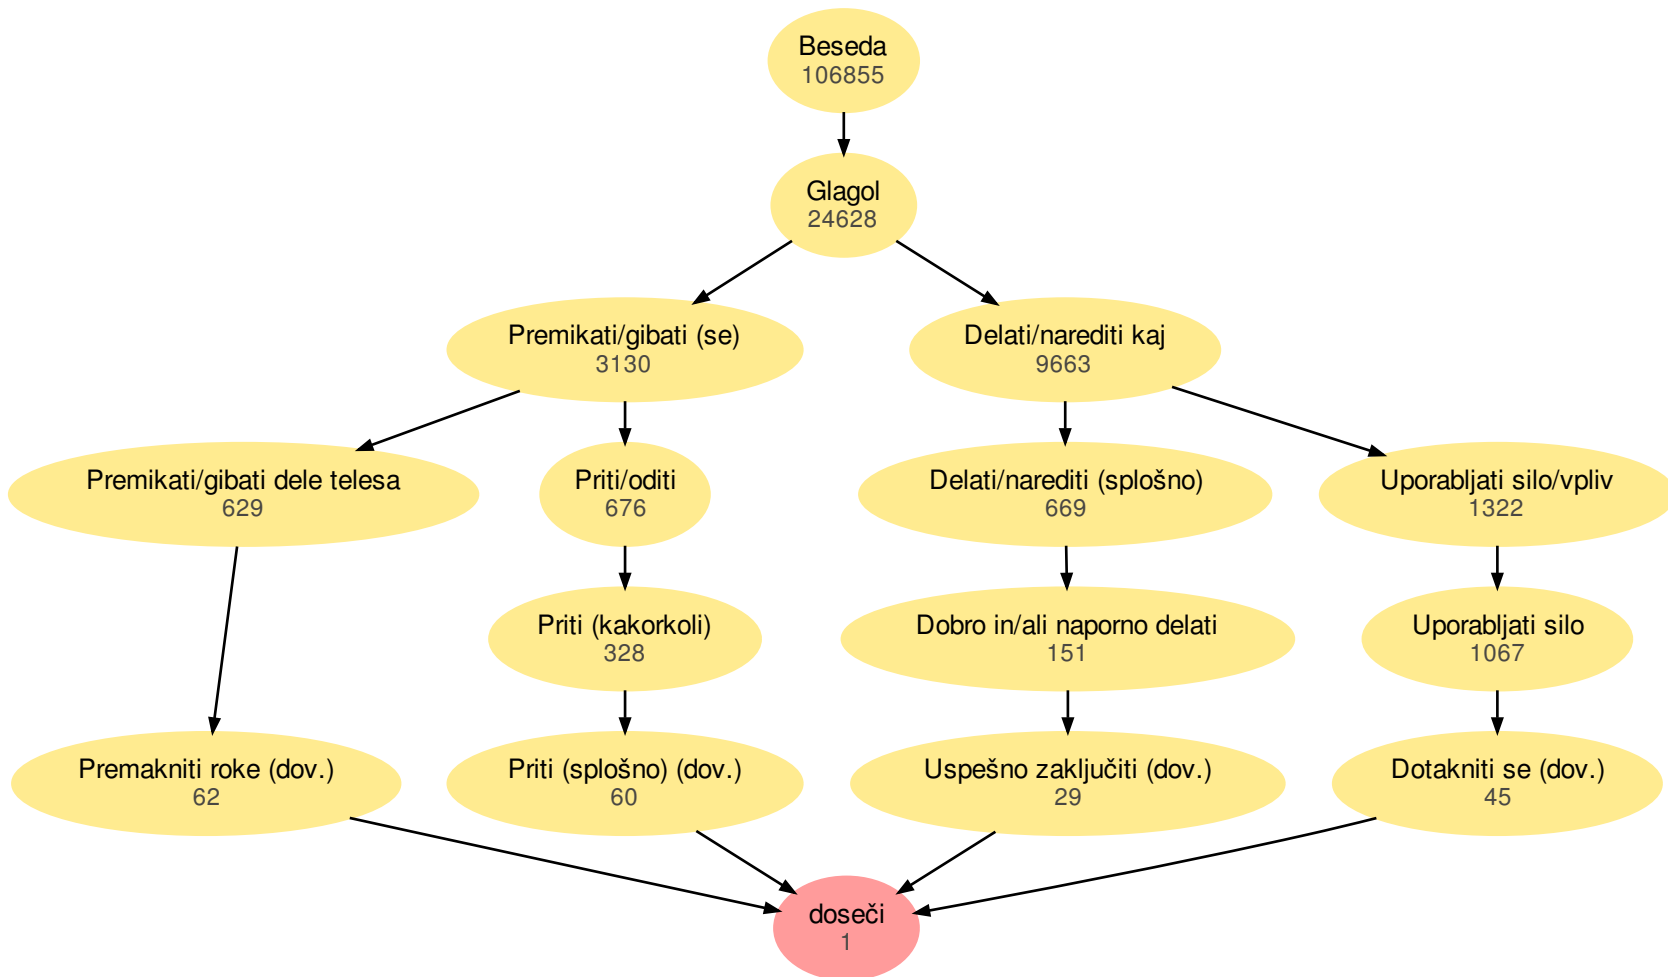 Beseda
106855
Glagol
24628
Premikati/gibati (se)
3130
Delati/narediti kaj
9663
Premikati/gibati dele telesa
629
Priti/oditi
676
Delati/narediti (splošno)
669
Uporabljati silo/vpliv
1322
Priti (kakorkoli)
328
Dobro in/ali naporno delati
151
Uporabljati silo
1067
Premakniti roke (dov.)
62
Priti (splošno) (dov.)
60
Uspešno zaključiti (dov.)
29
Dotakniti se (dov.)
45
doseči
1